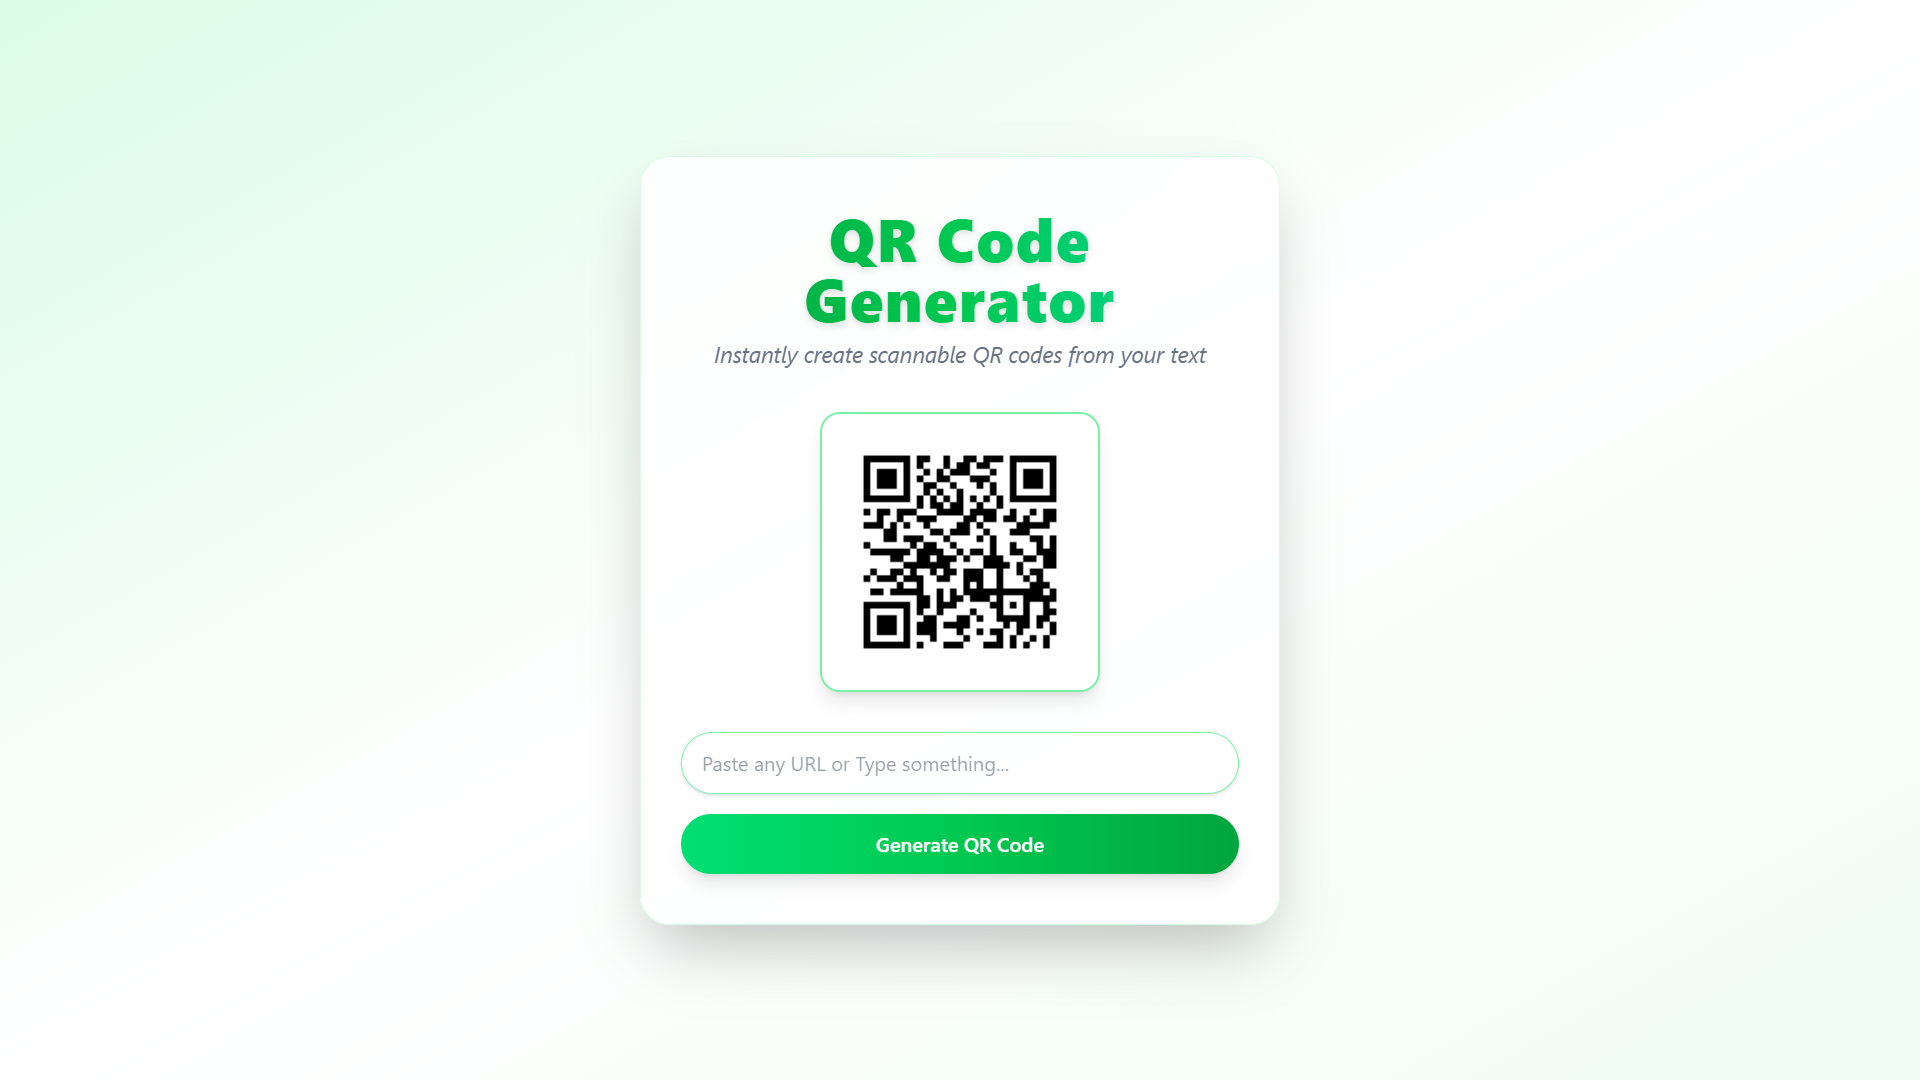 QR Code
Generator
Instantly create scannable QR codes from your text
Paste any URL or Type something...
Generate QR Code